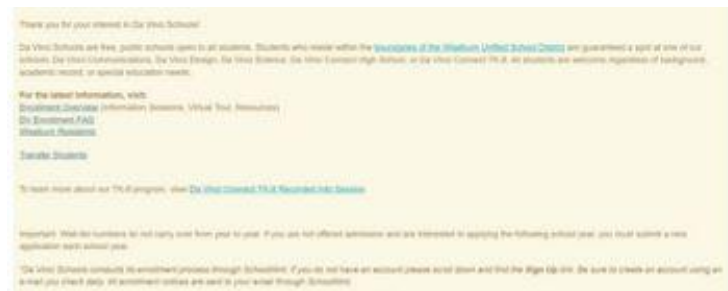 Thank you for your interest in Da Vinci Schools!
Da Vinci Schools are free, public schools open to all students. Students who reside within the boundaries of the Wiseburn Unified School District are guaranteed a spot at one of our
schools: Da Vinci Communications, Da Vinci Design, Da Vinci Science, Da Vinci Connect High School, or Da Vinci Connect TK-8. All students are welcome regardless of background,
academic record, or special education needs.
For the latest information, visit:
Enrollment Overview (Information Sessions, Virtual Tour, Resources)
DV Enrollment FAQ
Wiseburn Residents
Transfer Students
To learn more about our TK-8 program, view Da Vinci Connect TK-8 Recorded Info Session
Important: Wait-list numbers do not carry over from year to year. If you are not offered admission and are interested in applying the following school year, you must submit a new
application each school year.
*Da Vinci Schools conducts its enrollment process through SchoolMint. If you do not have an account please scroll down and find the Sign Up link. Be sure to create an account using an
e-mail you check daily. All enrollment notices are sent to your email through SchoolMint.